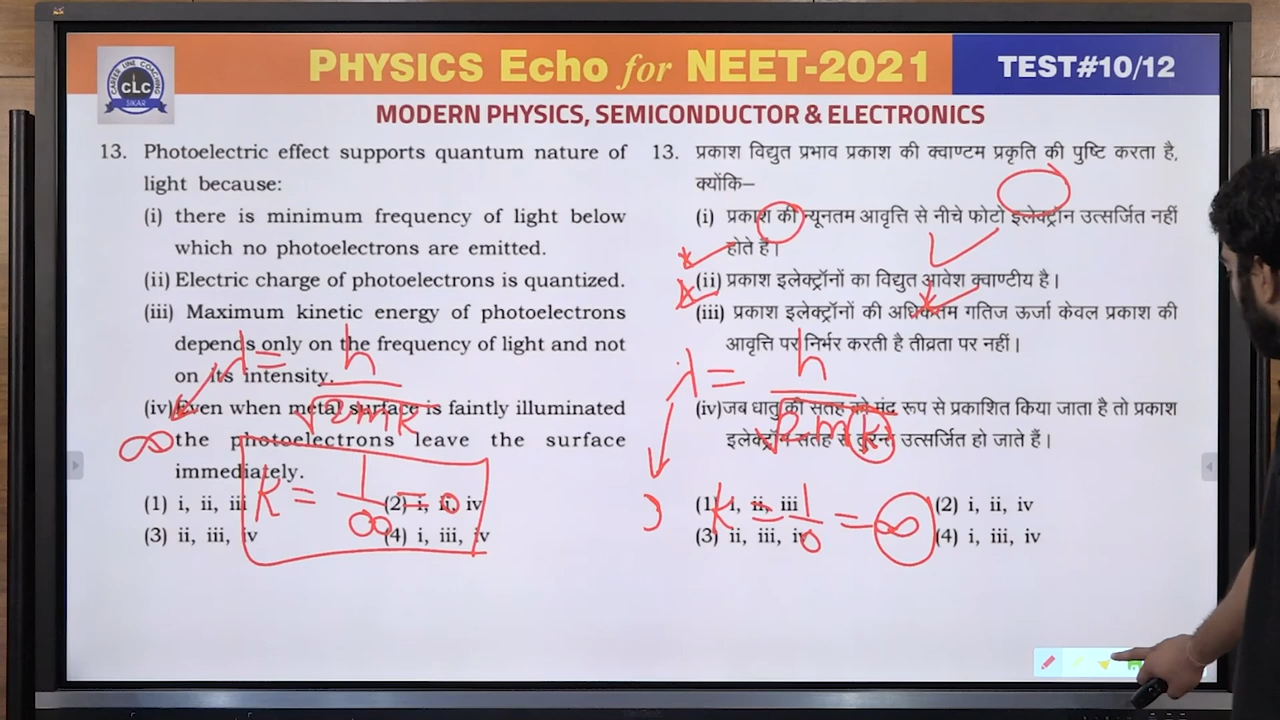 CAREER LINE COACHING
CLC
SIKAR
PHYSICS Echo for NEET-2021
TEST#10/12
MODERN PHYSICS, SEMICONDUCTOR & ELECTRONICS
13. Photoelectric effect supports quantum nature of
light because:
(i) there is minimum frequency of light below
which no photoelectrons are emitted.
(ii) Electric charge of photoelectrons is quantized.
(iii) Maximum kinetic energy of photoelectrons
depends only on the frequency of light and not
on its intensity.
(iv) Even when metal surface is faintly illuminated
the photoelectrons leave the surface
immediately.
(1) i, ii, iii (2) i, ii, iv
(3) ii, iii, iv (4) i, iii, iv
λ = h
√2mk
∞
K = 1/∞ = 0
13. प्रकाश विद्युत प्रभाव प्रकाश की क्वाण्टम प्रकृति की पुष्टि करता है,
क्योंकि–
(i) प्रकाश की न्यूनतम आवृत्ति से नीचे फोटो इलेक्ट्रॉन उत्सर्जित नहीं
होते है।
(ii) प्रकाश इलेक्ट्रॉनों का विद्युत आवेश क्वाण्टीय है।
(iii) प्रकाश इलेक्ट्रॉनों की अधिकतम गतिज ऊर्जा केवल प्रकाश की
आवृत्ति पर निर्भर करती है तीव्रता पर नहीं।
(iv) जब धातु की सतह को मंद रूप से प्रकाशित किया जाता है तो प्रकाश
इलेक्ट्रॉन सतह से तुरन्त उत्सर्जित हो जाते हैं।
(1) i, ii, iii (2) i, ii, iv
(3) ii, iii, iv (4) i, iii, iv
λ = h
√2mk
K = 1/0 = ∞